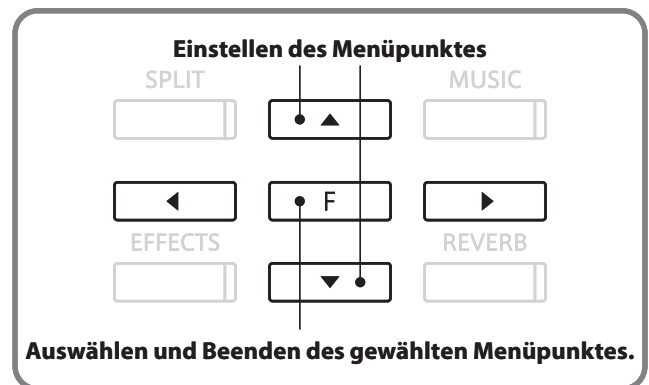 Einstellen des Menüpunktes
SPLIT
MUSIC
F
EFFECTS
REVERB
Auswählen und Beenden des gewählten Menüpunktes.